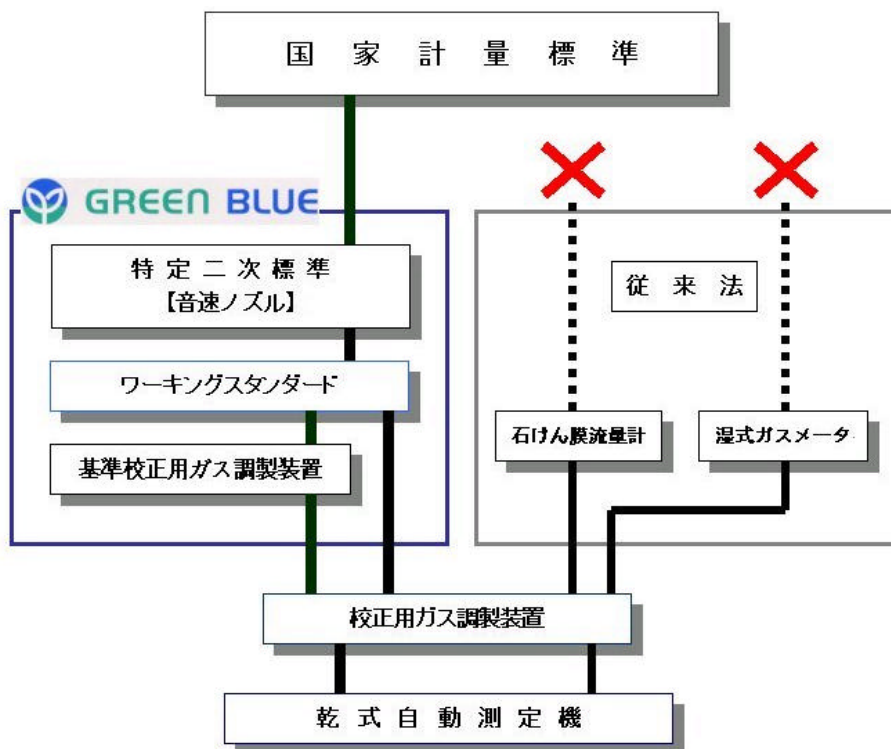 国家計量標準
GREEN BLUE
特定二次標準
【音速ノズル】
従来法
ワーキングスタンダード
石けん膜流量計
湿式ガスメータ
基準校正用ガス調製装置
校正用ガス調製装置
乾式自動測定機